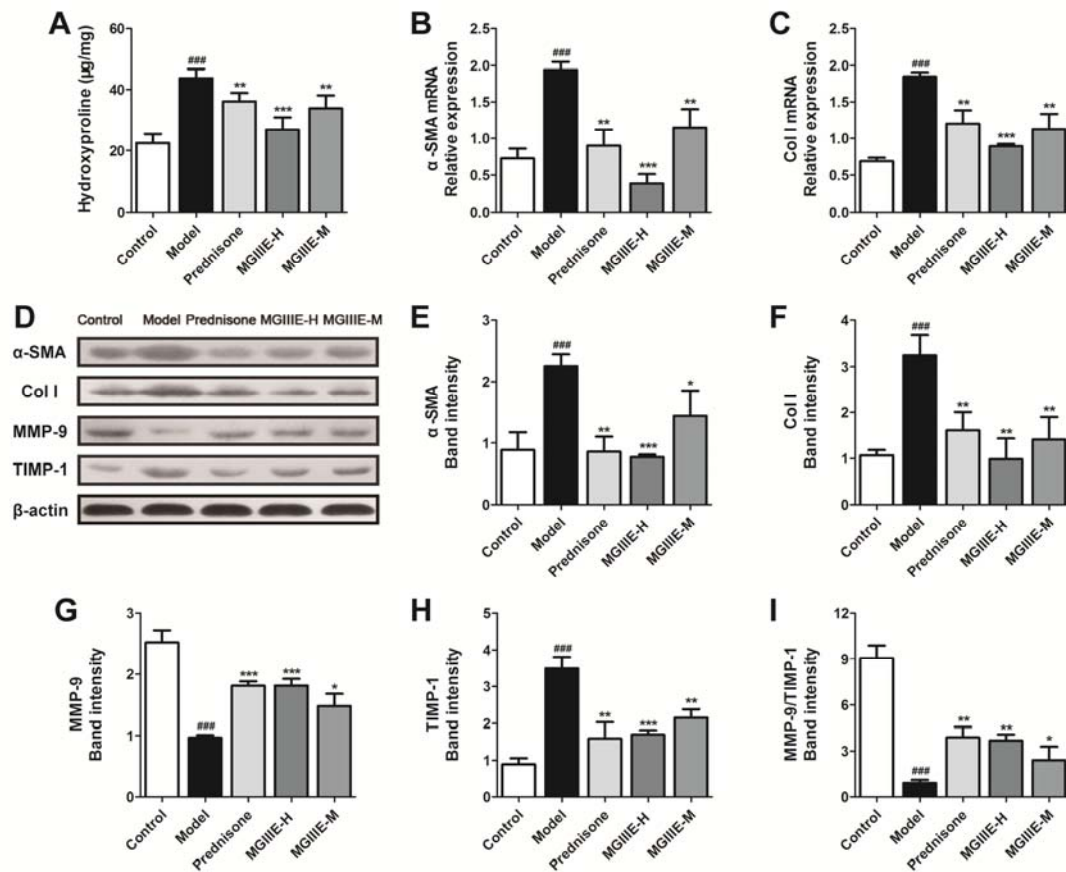 A
Hydroxyproline (μg/mg)
60
40
20
0
###
**
***
**
Control
Model
Prednisone
MGIIIE-H
MGIIIE-M
B
α-SMA mRNA
Relative expression
2.5
2.0
1.5
1.0
0.5
0.0
###
**
***
**
Control
Model
Prednisone
MGIIIE-H
MGIIIE-M
C
Col I mRNA
Relative expression
2.5
2.0
1.5
1.0
0.5
0.0
###
**
***
**
Control
Model
Prednisone
MGIIIE-H
MGIIIE-M
D
Control Model Prednisone MGIIIE-H MGIIIE-M
α-SMA
Col I
MMP-9
TIMP-1
β-actin
E
α-SMA
Band intensity
3
2
1
0
###
**
***
*
Control
Model
Prednisone
MGIIIE-H
MGIIIE-M
F
Col I
Band intensity
4
3
2
1
0
###
**
**
**
Control
Model
Prednisone
MGIIIE-H
MGIIIE-M
G
MMP-9
Band intensity
3
2
1
0
###
***
***
*
Control
Model
Prednisone
MGIIIE-H
MGIIIE-M
H
TIMP-1
Band intensity
5
4
3
2
1
0
###
**
***
**
Control
Model
Prednisone
MGIIIE-H
MGIIIE-M
I
MMP-9/TIMP-1
Band intensity
12
9
6
3
0
###
**
**
*
Control
Model
Prednisone
MGIIIE-H
MGIIIE-M